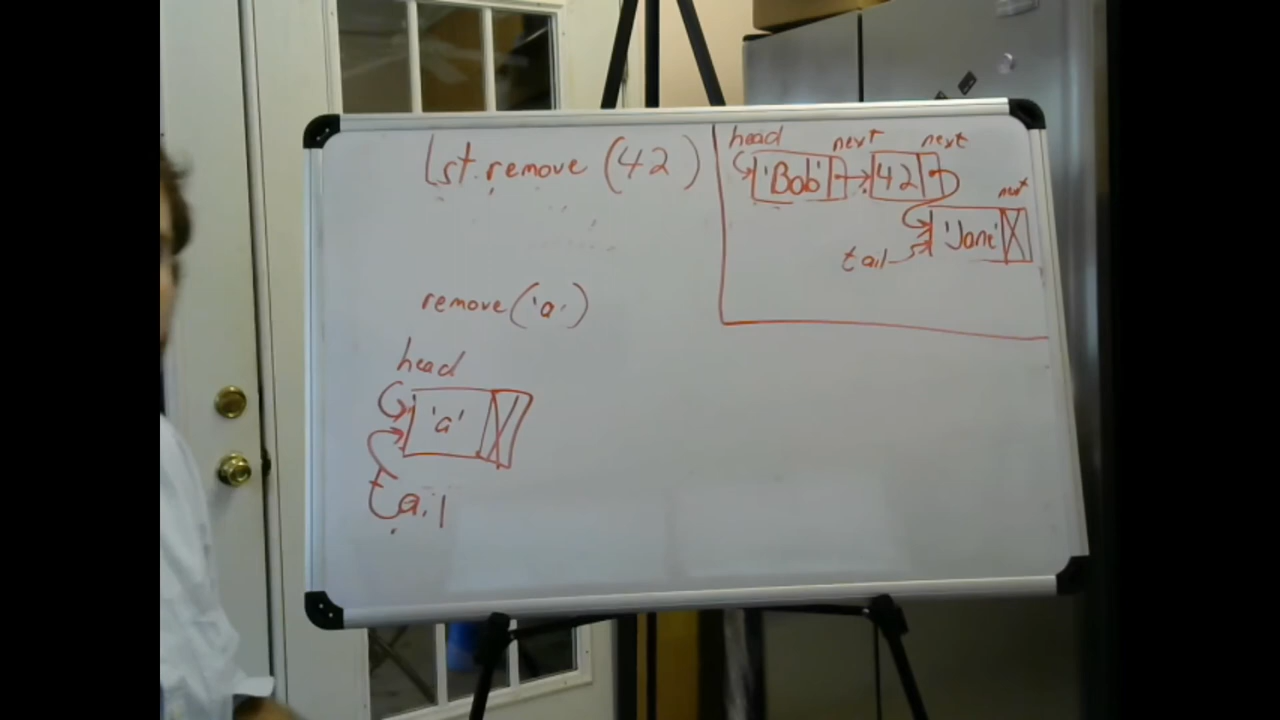 lst.remove (42)
head next next
'Bob' 42
next
'Jane'
tail
remove('a')
head
'a'
tail